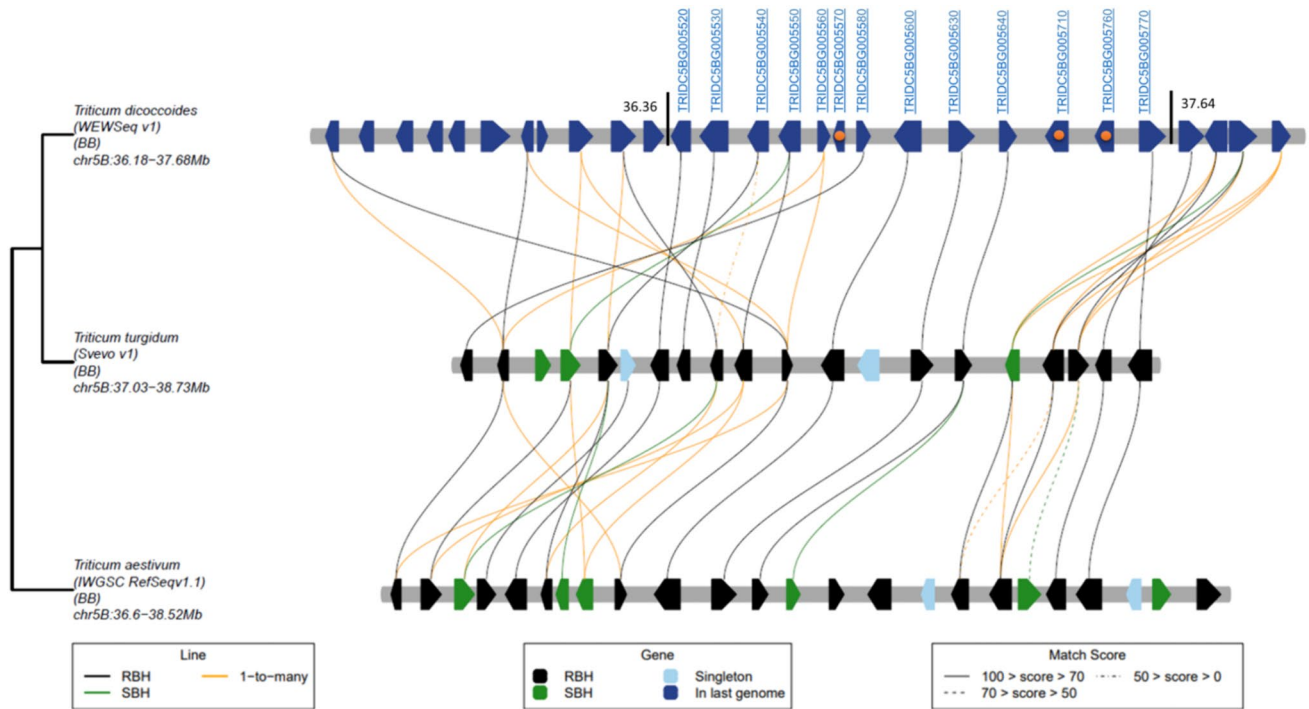 TRIDC5BG005520
TRIDC5BG005530
TRIDC5BG005540
TRIDC5BG005550
TRIDC5BG005560
TRIDC5BG005570
TRIDC5BG005580
TRIDC5BG005600
TRIDC5BG005630
TRIDC5BG005640
TRIDC5BG005710
TRIDC5BG005760
TRIDC5BG005770
36.36
37.64
Triticum dicoccoides
(WEWSeq v1)
(BB)
chr5B:36.18−37.68Mb
Triticum turgidum
(Svevo v1)
(BB)
chr5B:37.03−38.73Mb
Triticum aestivum
(IWGSC RefSeqv1.1)
(BB)
chr5B:36.6−38.52Mb
Line
RBH
1−to−many
SBH
Gene
RBH
Singleton
SBH
In last genome
Match Score
100 > score > 70
50 > score > 0
70 > score > 50